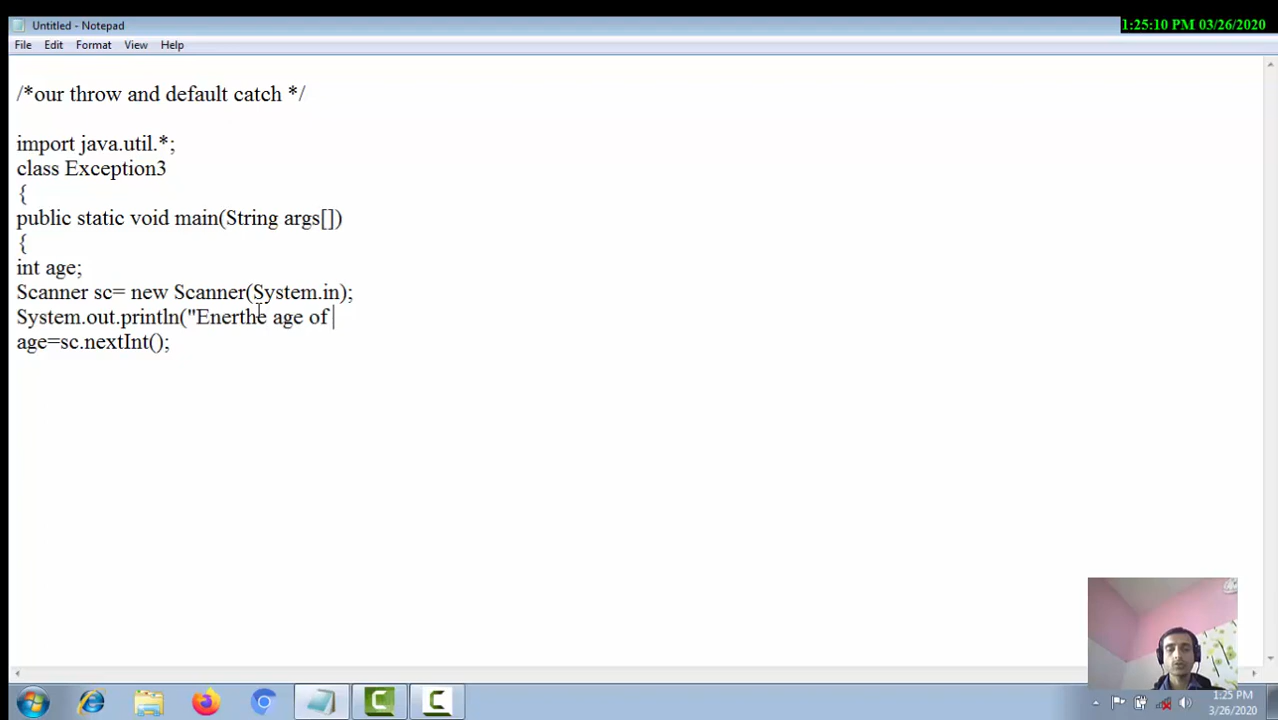 Untitled - Notepad
1:25:10 PM 03/26/2020
File Edit Format View Help
/*our throw and default catch */
import java.util.*;
class Exception3
{
public static void main(String args[])
{
int age;
Scanner sc= new Scanner(System.in);
System.out.println("Enerthe age of
age=sc.nextInt();
1:25 PM
3/26/2020